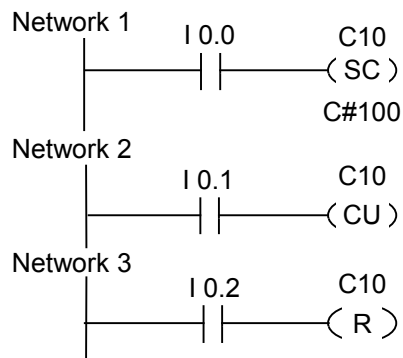 Network 1
I 0.0
C10
SC
C#100
Network 2
I 0.1
C10
CU
Network 3
I 0.2
C10
R